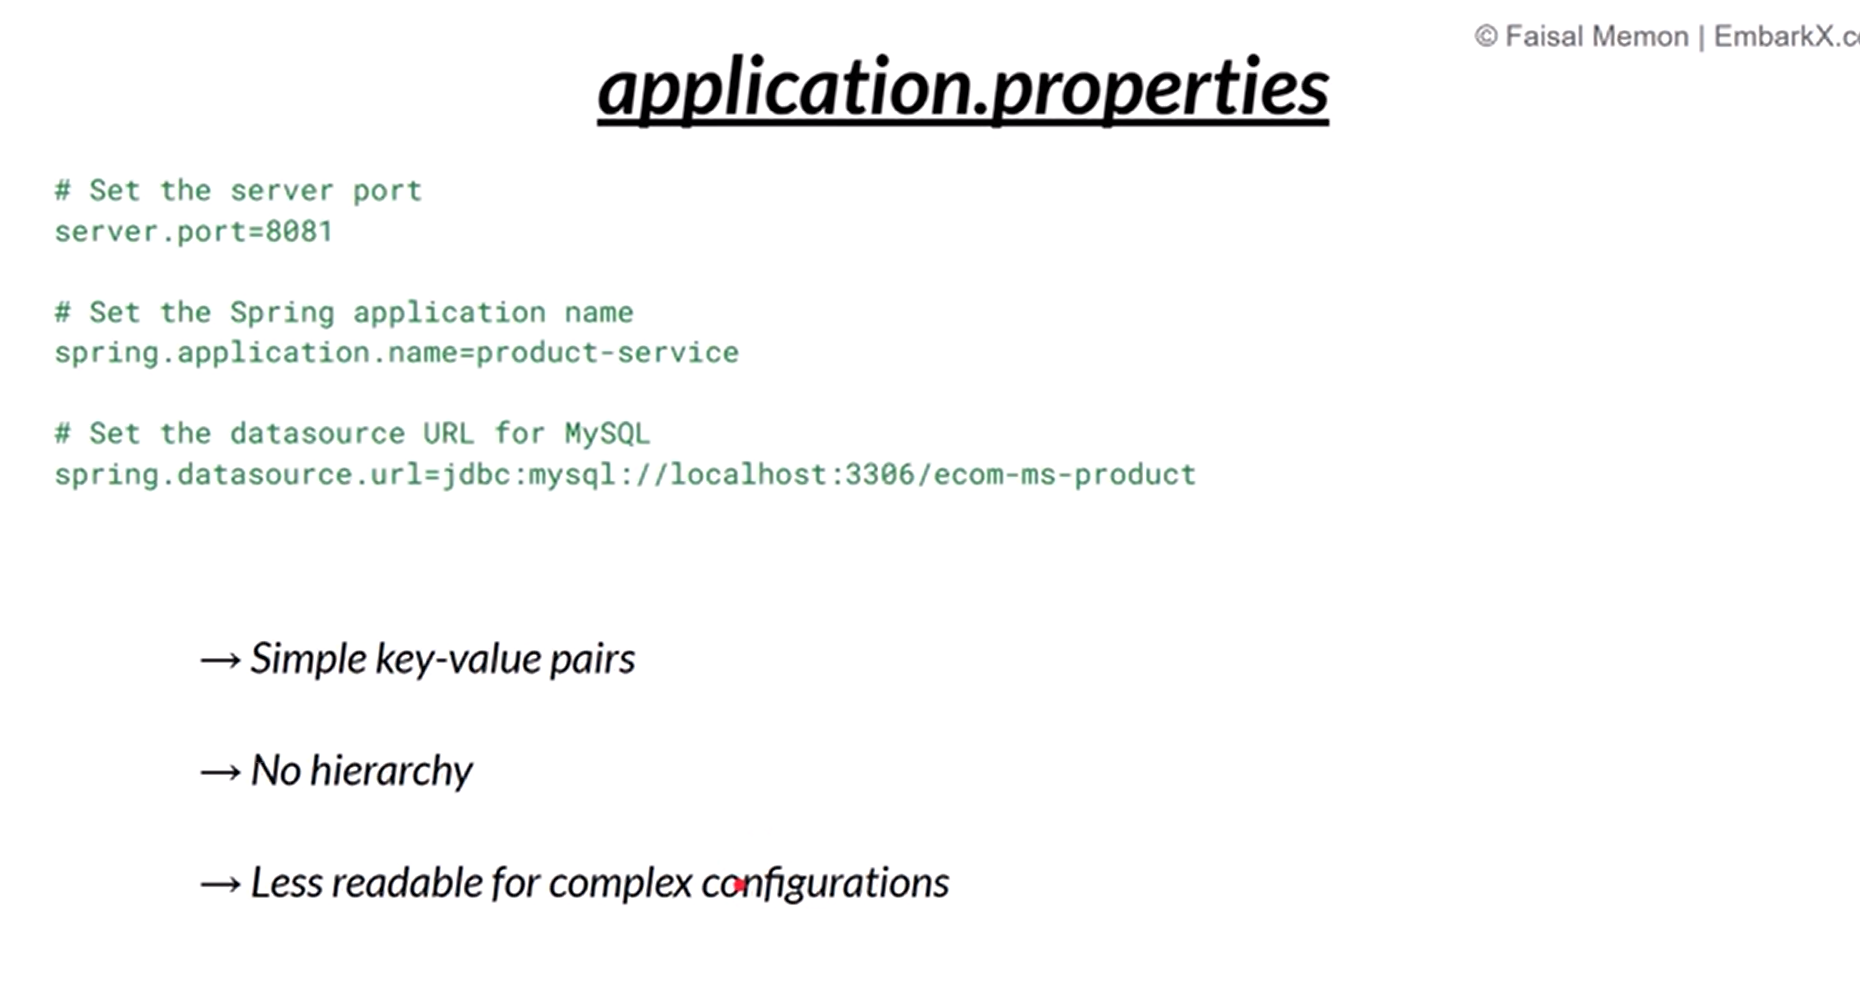 © Faisal Memon | EmbarkX.c
application.properties
# Set the server port
server.port=8081
# Set the Spring application name
spring.application.name=product-service
# Set the datasource URL for MySQL
spring.datasource.url=jdbc:mysql://localhost:3306/ecom-ms-product
→ Simple key-value pairs
→ No hierarchy
→ Less readable for complex configurations